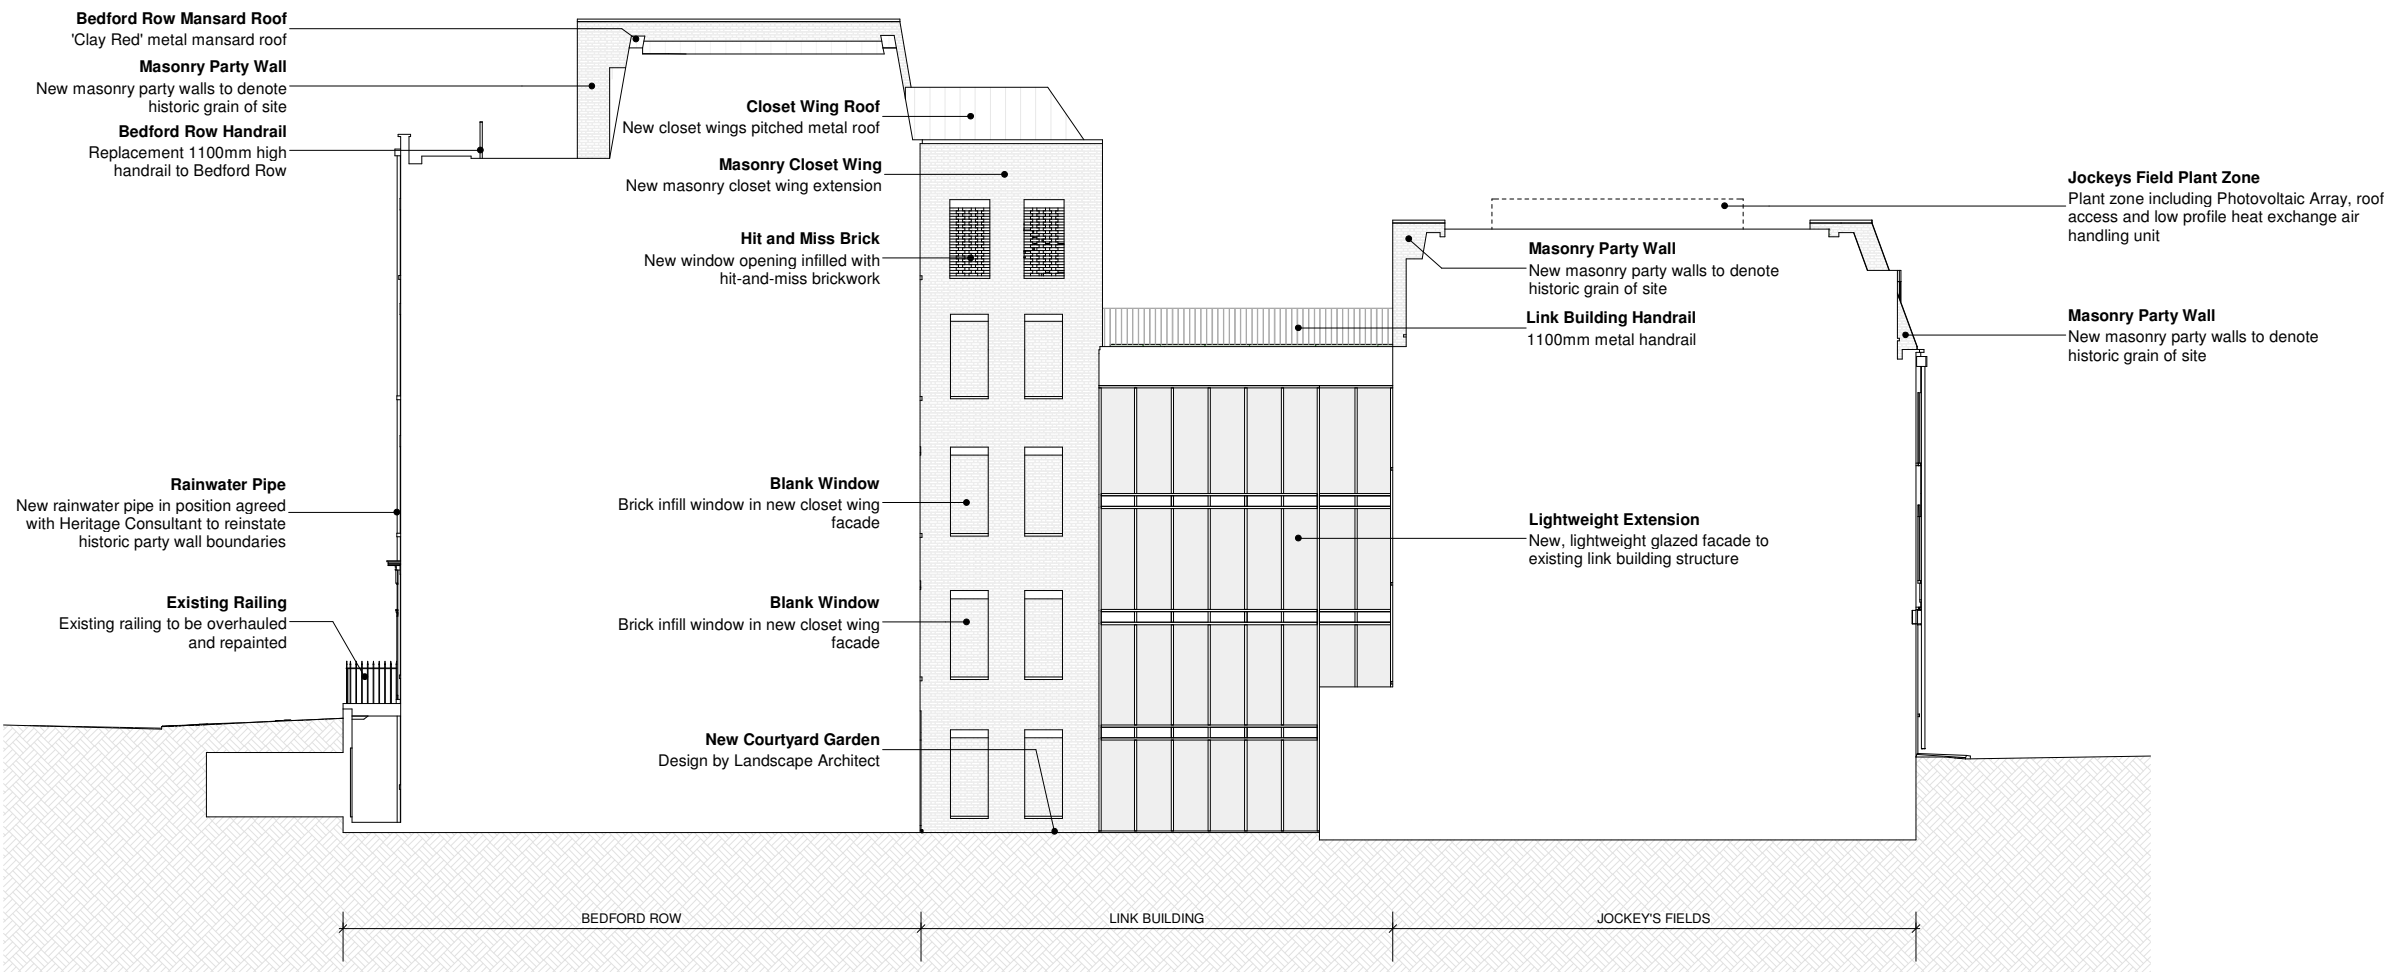 Bedford Row Mansard Roof
'Clay Red' metal mansard roof
Masonry Party Wall
New masonry party walls to denote
historic grain of site
Bedford Row Handrail
Replacement 1100mm high
handrail to Bedford Row
Rainwater Pipe
New rainwater pipe in position agreed
with Heritage Consultant to reinstate
historic party wall boundaries
Existing Railing
Existing railing to be overhauled
and repainted
Closet Wing Roof
New closet wings pitched metal roof
Masonry Closet Wing
New masonry closet wing extension
Hit and Miss Brick
New window opening infilled with
hit-and-miss brickwork
Blank Window
Brick infill window in new closet wing
facade
Blank Window
Brick infill window in new closet wing
facade
New Courtyard Garden
Design by Landscape Architect
Masonry Party Wall
New masonry party walls to denote
historic grain of site
Link Building Handrail
1100mm metal handrail
Lightweight Extension
New, lightweight glazed facade to
existing link building structure
Jockeys Field Plant Zone
Plant zone including Photovoltaic Array, roof
access and low profile heat exchange air
handling unit
Masonry Party Wall
New masonry party walls to denote
historic grain of site
BEDFORD ROW
LINK BUILDING
JOCKEY'S FIELDS